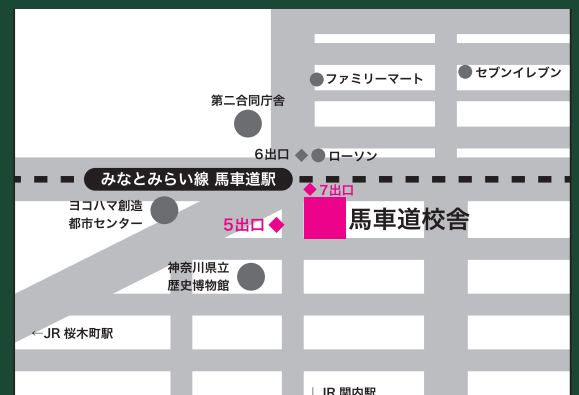 ファミリーマート
セブンイレブン
第二合同庁舎
6出口
ローソン
みなとみらい線 馬車道駅
7出口
ヨコハマ創造
都市センター
5出口
馬車道校舎
神奈川県立
歴史博物館
←JR 桜木町駅
JR 関内駅